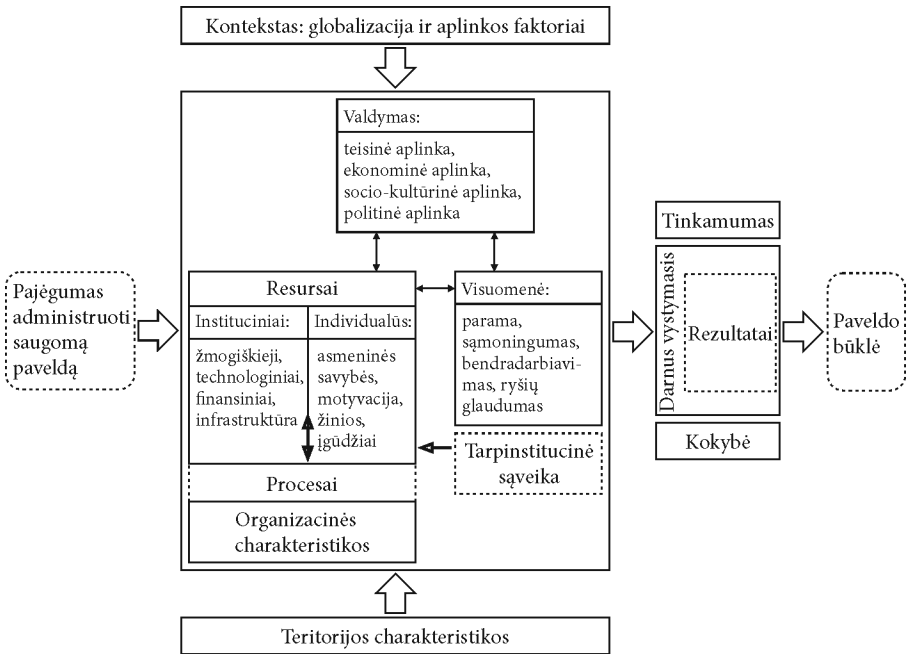 Kontekstas: globalizacija ir aplinkos faktoriai
Valdymas:
teisinė aplinka,
ekonominė aplinka,
socio-kultūrinė aplinka,
politinė aplinka
Pajėgumas
administruoti
saugomą
paveldą
Resursai
Instituciniai:
žmogiškieji,
technologiniai,
finansiniai,
infrastruktūra
Individualūs:
asmeninės
savybės,
motyvacija,
žinios,
įgūdžiai
Visuomenė:
parama,
sąmoningumas,
bendradarbiavi-
mas, ryšių
glaudumas
Tarpinstitucinė
sąveika
Procesai
Organizacinės
charakteristikos
Tinkamumas
Darnus vystymasis
Rezultatai
Kokybė
Paveldo
būklė
Teritorijos charakteristikos